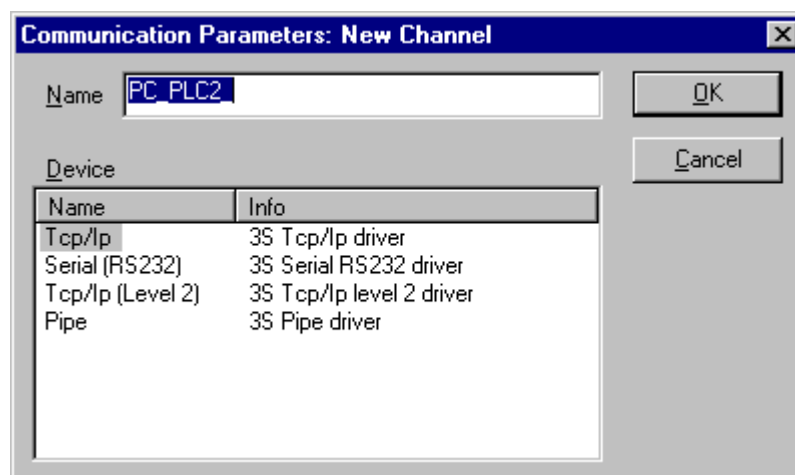 Communication Parameters: New Channel
Name PC_PLC2_
OK
Cancel
Device
Name Info
Tcp/Ip 3S Tcp/Ip driver
Serial (RS232) 3S Serial RS232 driver
Tcp/Ip (Level 2) 3S Tcp/Ip level 2 driver
Pipe 3S Pipe driver